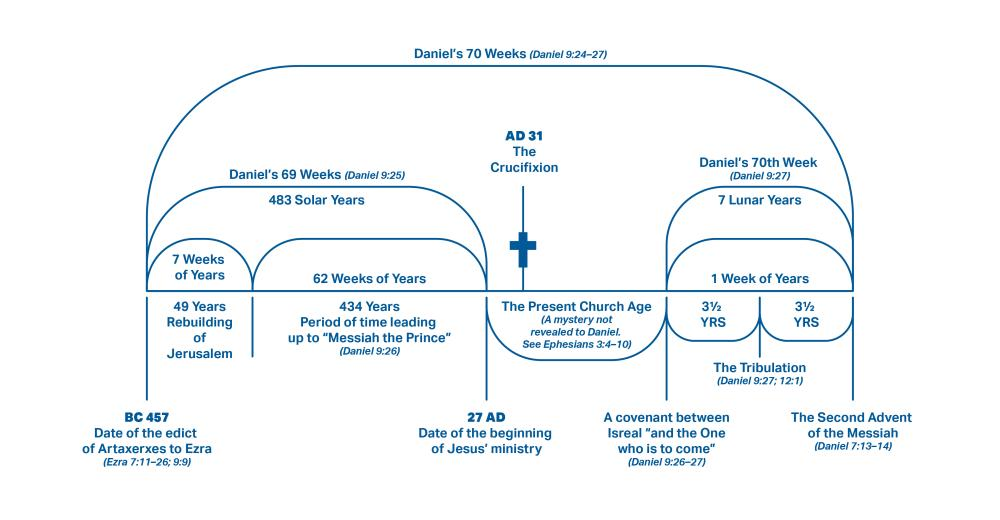 Daniel's 70 Weeks (Daniel 9:24–27)
AD 31
The
Crucifixion
Daniel's 70th Week
(Daniel 9:27)
Daniel's 69 Weeks (Daniel 9:25)
483 Solar Years
7 Lunar Years
7 Weeks
of Years
62 Weeks of Years
1 Week of Years
49 Years
Rebuilding
of
Jerusalem
434 Years
Period of time leading
up to “Messiah the Prince”
(Daniel 9:26)
The Present Church Age
(A mystery not
revealed to Daniel.
See Ephesians 3:4–10)
3½
YRS
3½
YRS
The Tribulation
(Daniel 9:27; 12:1)
BC 457
Date of the edict
of Artaxerxes to Ezra
(Ezra 7:11–26; 9:9)
27 AD
Date of the beginning
of Jesus' ministry
A covenant between
Isreal “and the One
who is to come”
(Daniel 9:26–27)
The Second Advent
of the Messiah
(Daniel 7:13–14)